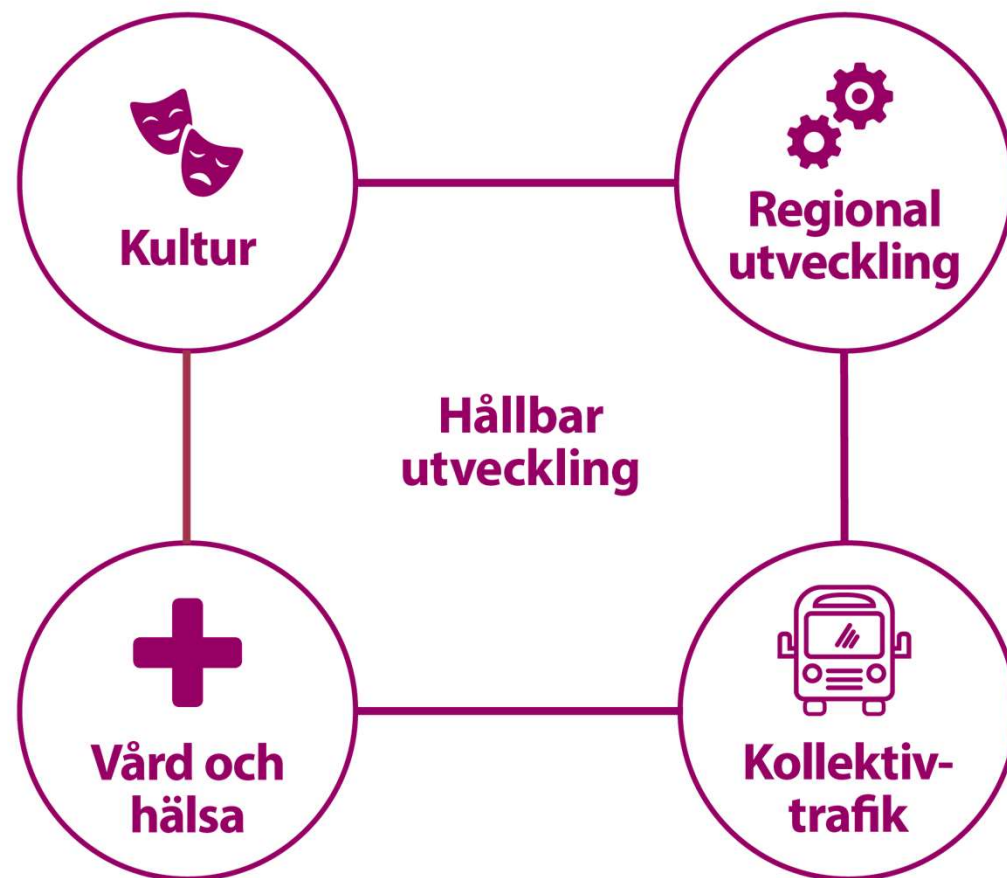 Kultur
Regional
utveckling
Hållbar
utveckling
Vård och
hälsa
Kollektiv-
trafik